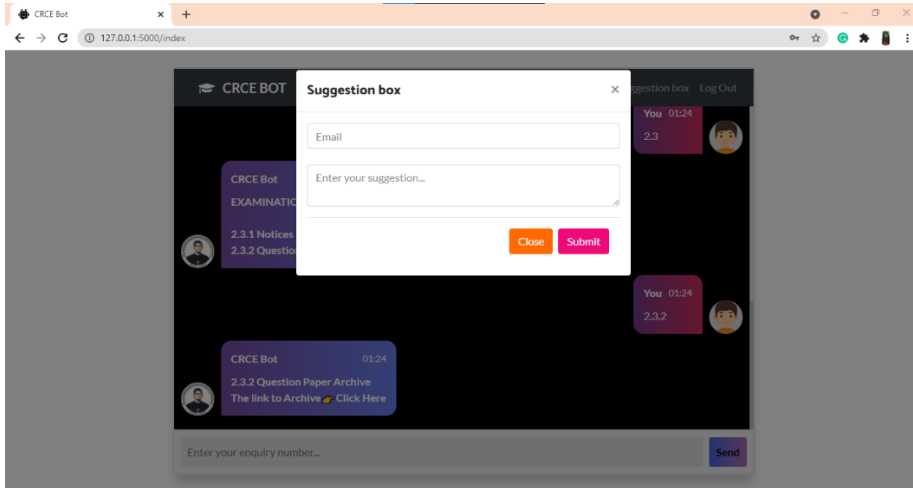 CRCE Bot
127.0.0.1:5000/index
CRCE BOT
ggestion box Log Out
Suggestion box
Email
Enter your suggestion...
Close Submit
You 01:24
2.3
CRCE Bot
EXAMINATIO
2.3.1 Notices
2.3.2 Questio
You 01:24
2.3.2
CRCE Bot 01:24
2.3.2 Question Paper Archive
The link to Archive👉Click Here
Enter your enquiry number...
Send